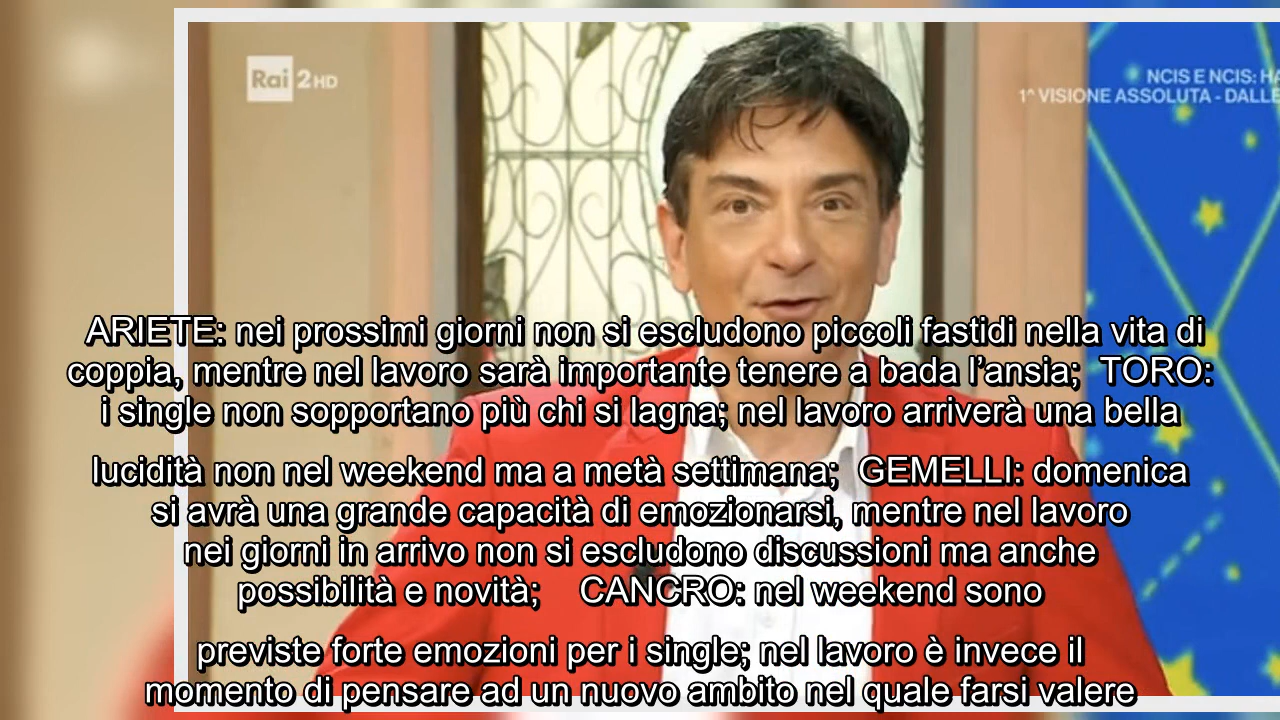 Rai 2 HD
NCIS E NCIS: HA
1^ VISIONE ASSOLUTA - DALLE
ARIETE: nei prossimi giorni non si escludono piccoli fastidi nella vita di
coppia, mentre nel lavoro sarà importante tenere a bada l’ansia;  TORO:
i single non sopportano più chi si lagna; nel lavoro arriverà una bella
lucidità non nel weekend ma a metà settimana;  GEMELLI: domenica
si avrà una grande capacità di emozionarsi, mentre nel lavoro
nei giorni in arrivo non si escludono discussioni ma anche
possibilità e novità;    CANCRO: nel weekend sono
previste forte emozioni per i single; nel lavoro è invece il
momento di pensare ad un nuovo ambito nel quale farsi valere